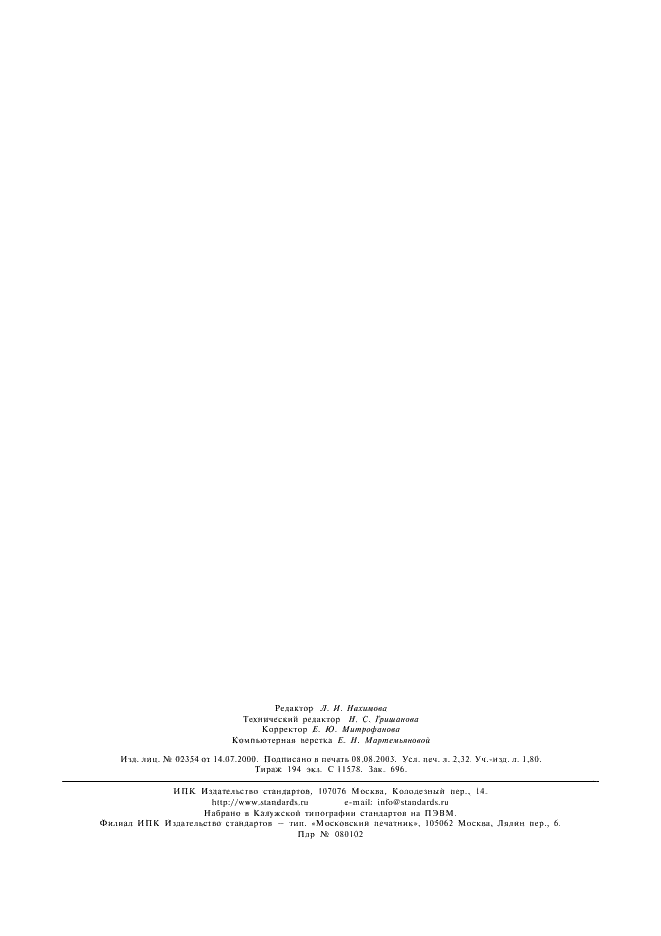 Редактор Л. И. Нахимова
Технический редактор Н. С. Гришанова
Корректор Е. Ю. Митрофанова
Компьютерная верстка Е. Н. Мартемьяновой
Изд. лиц. № 02354 от 14.07.2000. Подписано в печать 08.08.2003. Усл. печ. л. 2,32. Уч.-изд. л. 1,80.
Тираж 194 экз. С 11578. Зак. 696.
ИПК Издательство стандартов, 107076 Москва, Колодезный пер., 14.
http://www.standards.ru e-mail: info@standards.ru
Набрано в Калужской типографии стандартов на ПЭВМ.
Филиал ИПК Издательство стандартов — тип. «Московский печатник», 105062 Москва, Лялин пер., 6.
Плр № 080102